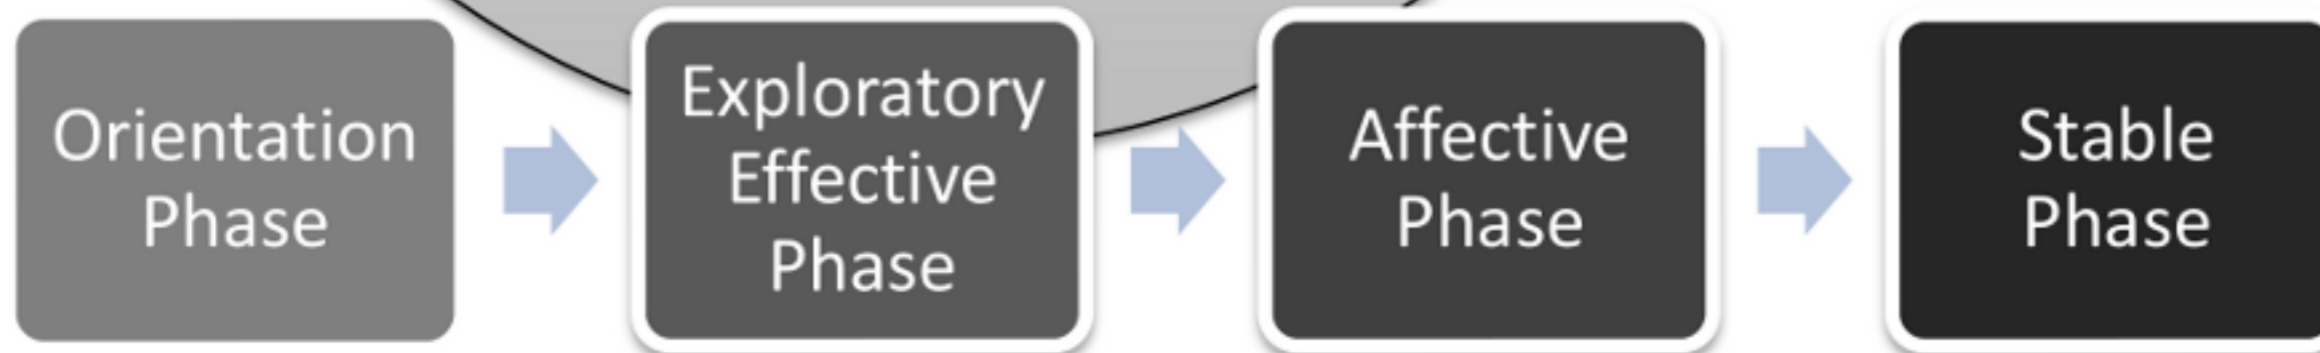 Orientation
Phase
Exploratory
Effective
Phase
Affective
Phase
Stable
Phase